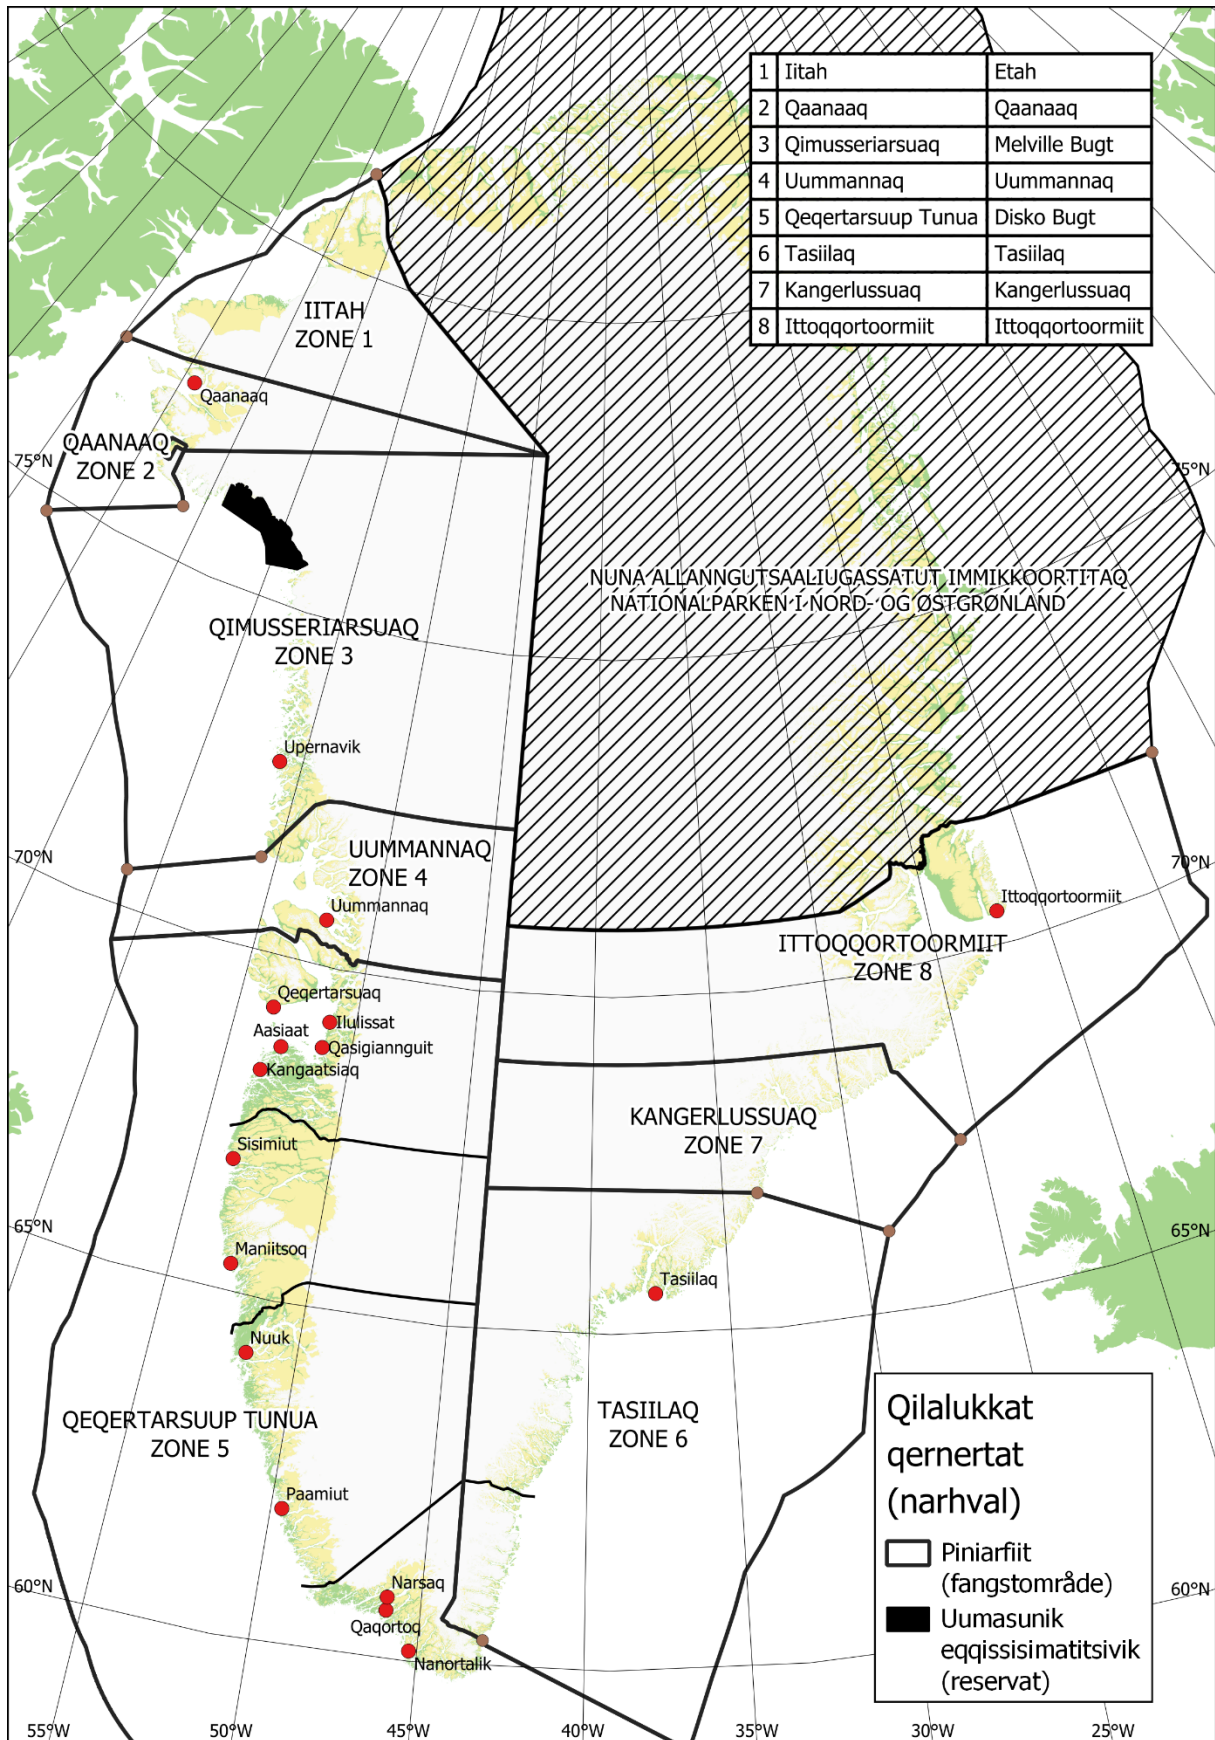 1 Iitah Etah
2 Qaanaaq Qaanaaq
3 Qimusseriarsuaq Melville Bugt
4 Uummannaq Uummannaq
5 Qeqertarsuup Tunua Disko Bugt
6 Tasiilaq Tasiilaq
7 Kangerlussuaq Kangerlussuaq
8 Ittoqqortoormiit Ittoqqortoormiit
IITAH
ZONE 1
Qaanaaq
QAANAAQ
ZONE 2
75°N
75°N
NUNA ALLANNGUTSAALIUGASSATUT IMMIKKOORTITAQ
NATIONALPARKEN I NORD- OG ØSTGRØNLAND
QIMUSSERIARSUAQ
ZONE 3
Upernavik
UUMMANNAQ
ZONE 4
70°N
70°N
Uummannaq
Ittoqqortoormiit
ITTOQQORTOORMIIT
ZONE 8
Qeqertarsuaq
Ilulissat
Aasiaat
Qasigiannguit
Kangaatsiaq
KANGERLUSSUAQ
ZONE 7
Sisimiut
65°N
65°N
Maniitsoq
Tasiilaq
Nuuk
QEQERTARSUUP TUNUA
ZONE 5
TASIILAQ
ZONE 6
Paamiut
Qilalukkat
qernertat
(narhval)
Piniarfiit
(fangstområde)
Uumasunik
eqqissisimatitsivik
(reservat)
60°N
60°N
Narsaq
Qaqortoq
Nanortalik
55°W
50°W
45°W
40°W
35°W
30°W
25°W